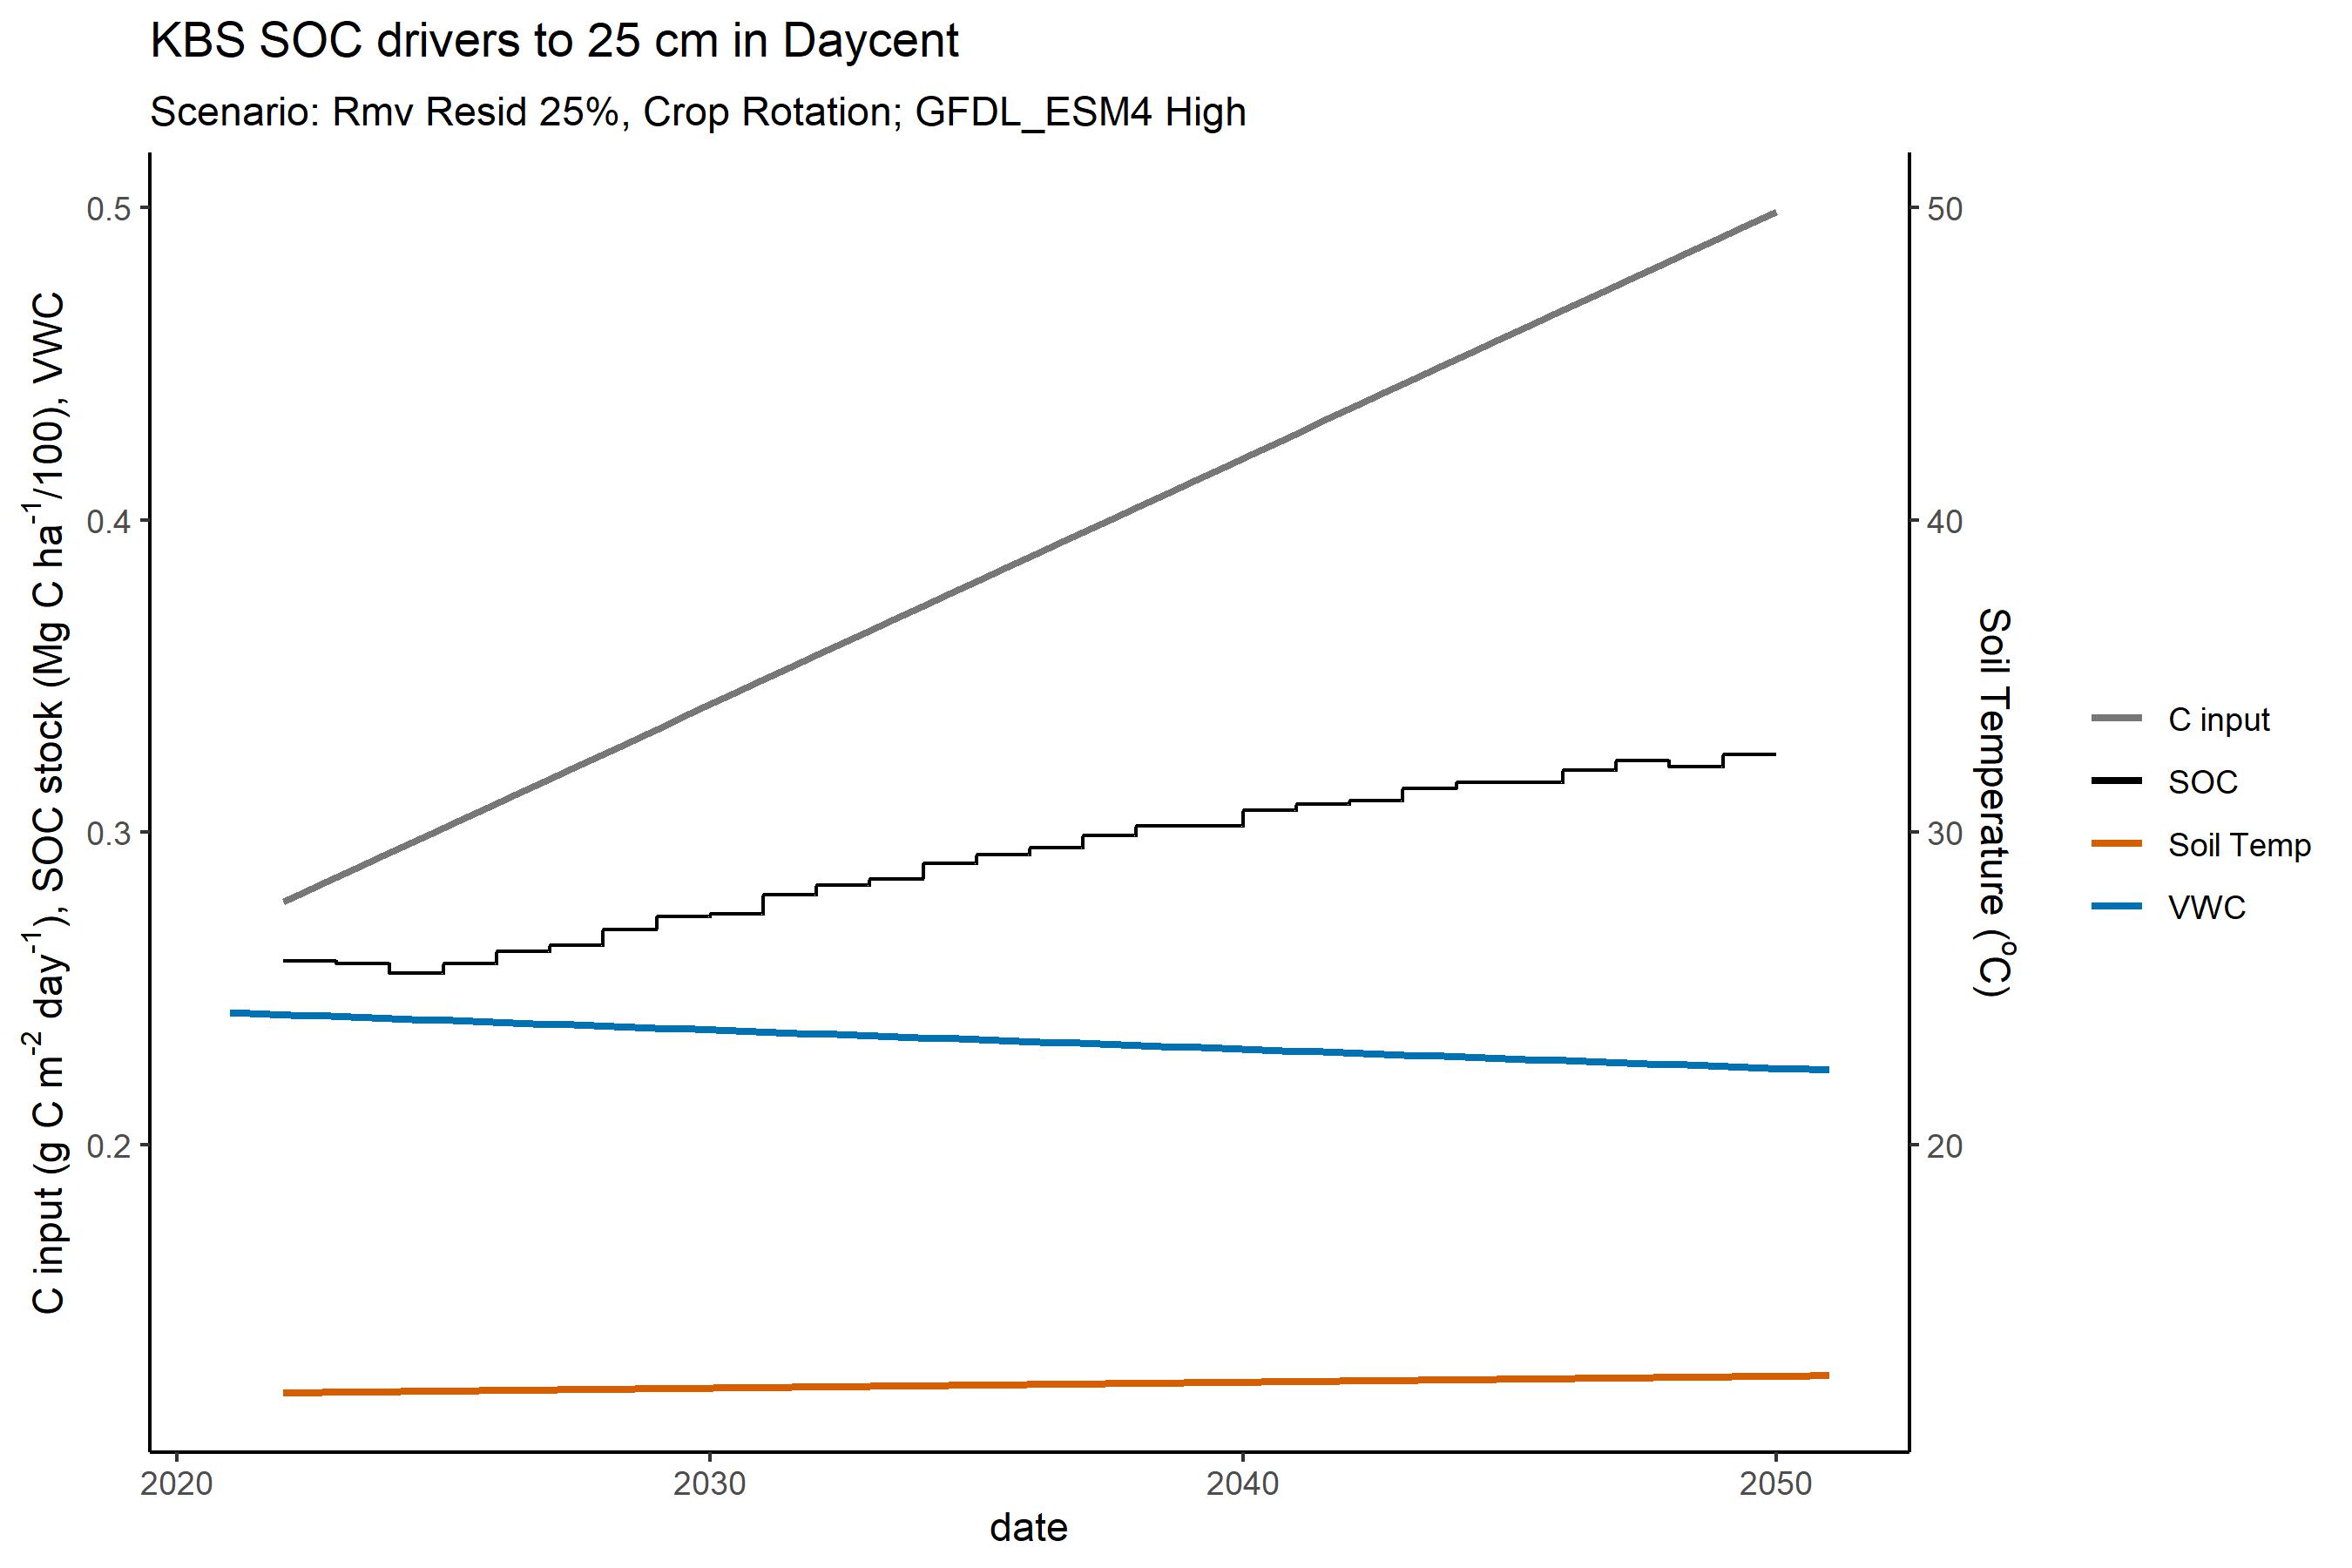 KBS SOC drivers to 25 cm in Daycent
Scenario: Rmv Resid 25%, Crop Rotation; GFDL_ESM4 High
C input (g C m⁻² day⁻¹), SOC stock (Mg C ha⁻¹/100), VWC
0.5
0.4
0.3
0.2
50
40
30
20
Soil Temperature (°C)
C input
SOC
Soil Temp
VWC
2020
2030
2040
2050
date